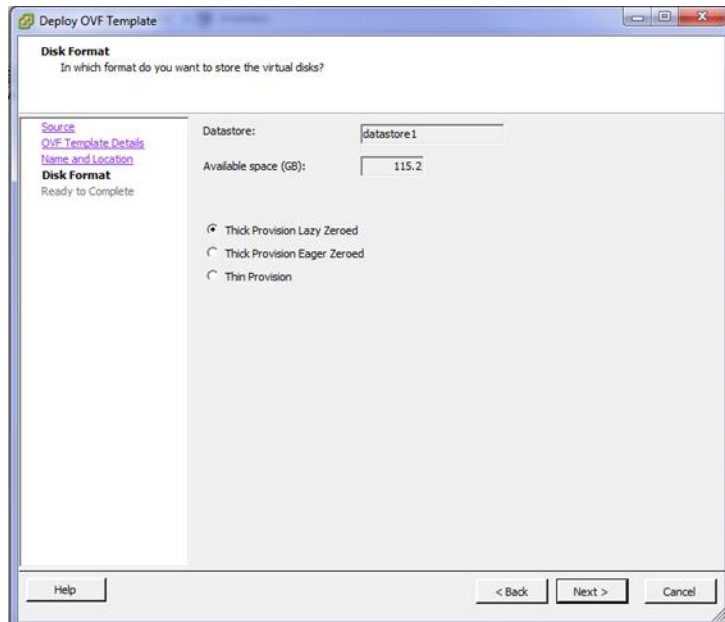 Deploy OVF Template
Disk Format
In which format do you want to store the virtual disks?
Source
OVF Template Details
Name and Location
Disk Format
Ready to Complete
Datastore:
datastore1
Available space (GB):
115.2
Thick Provision Lazy Zeroed
Thick Provision Eager Zeroed
Thin Provision
Help
< Back
Next >
Cancel